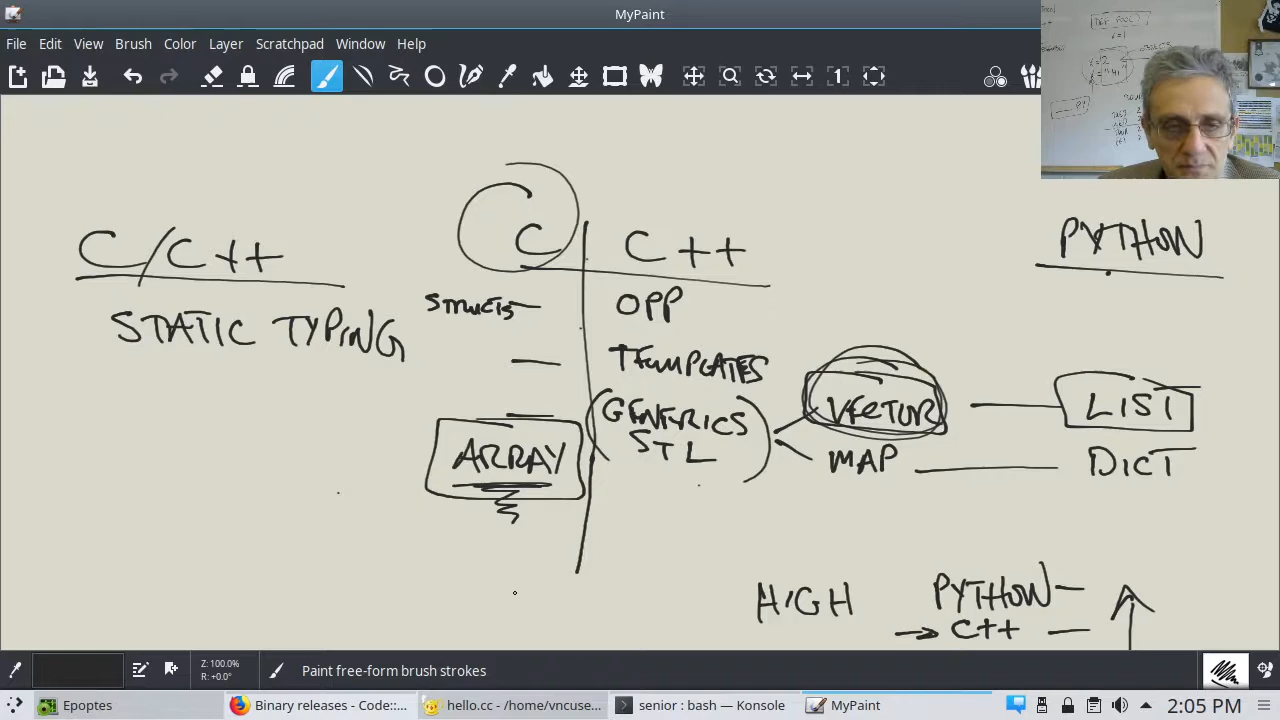 MyPaint
File Edit View Brush Color Layer Scratchpad Window Help
C/C++
STATIC TYPING
C C++
STRUCTS OPP
TEMPLATES
GENERICS
STL
ARRAY
VECTOR
MAP
PYTHON
LIST
DICT
HIGH PYTHON
C++
Z: 100.0%
R: +0.0°
Paint free-form brush strokes
Epoptes
Binary releases - Code::...
hello.cc - /home/vncuse...
senior : bash — Konsole
MyPaint
2:05 PM